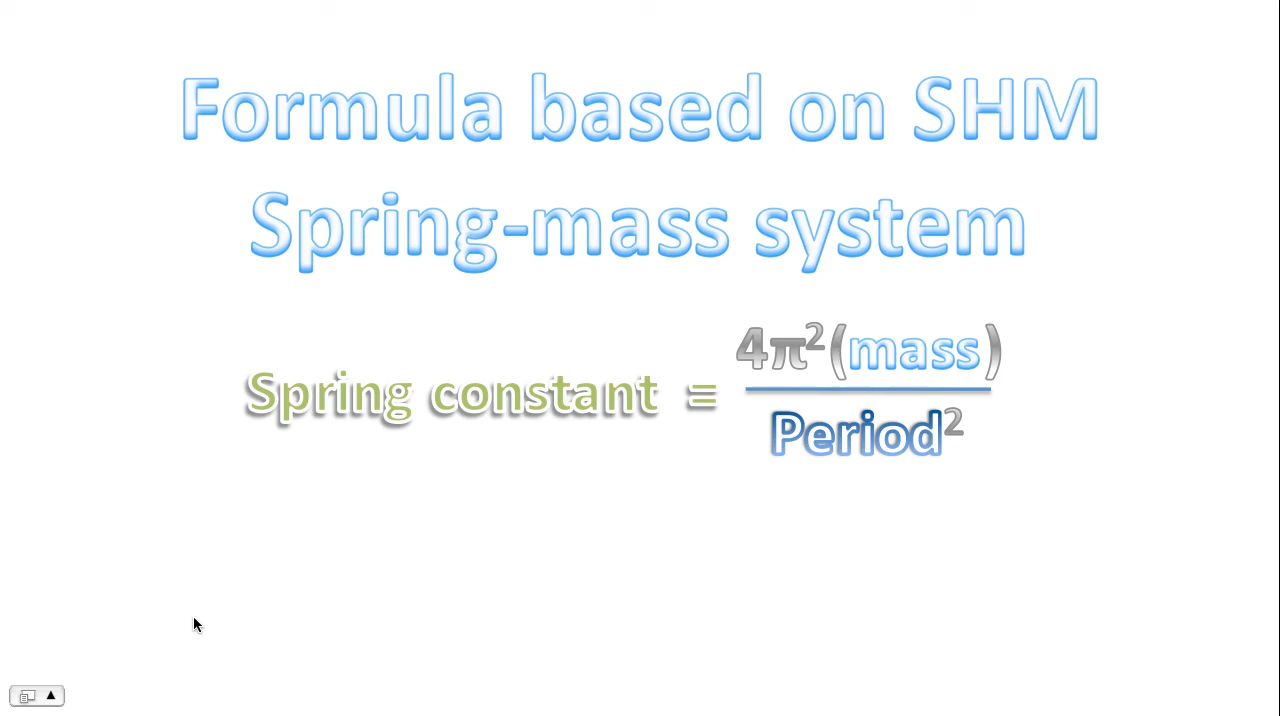 Formula based on SHM
Spring-mass system
Spring constant = 4π²(mass)
Period²